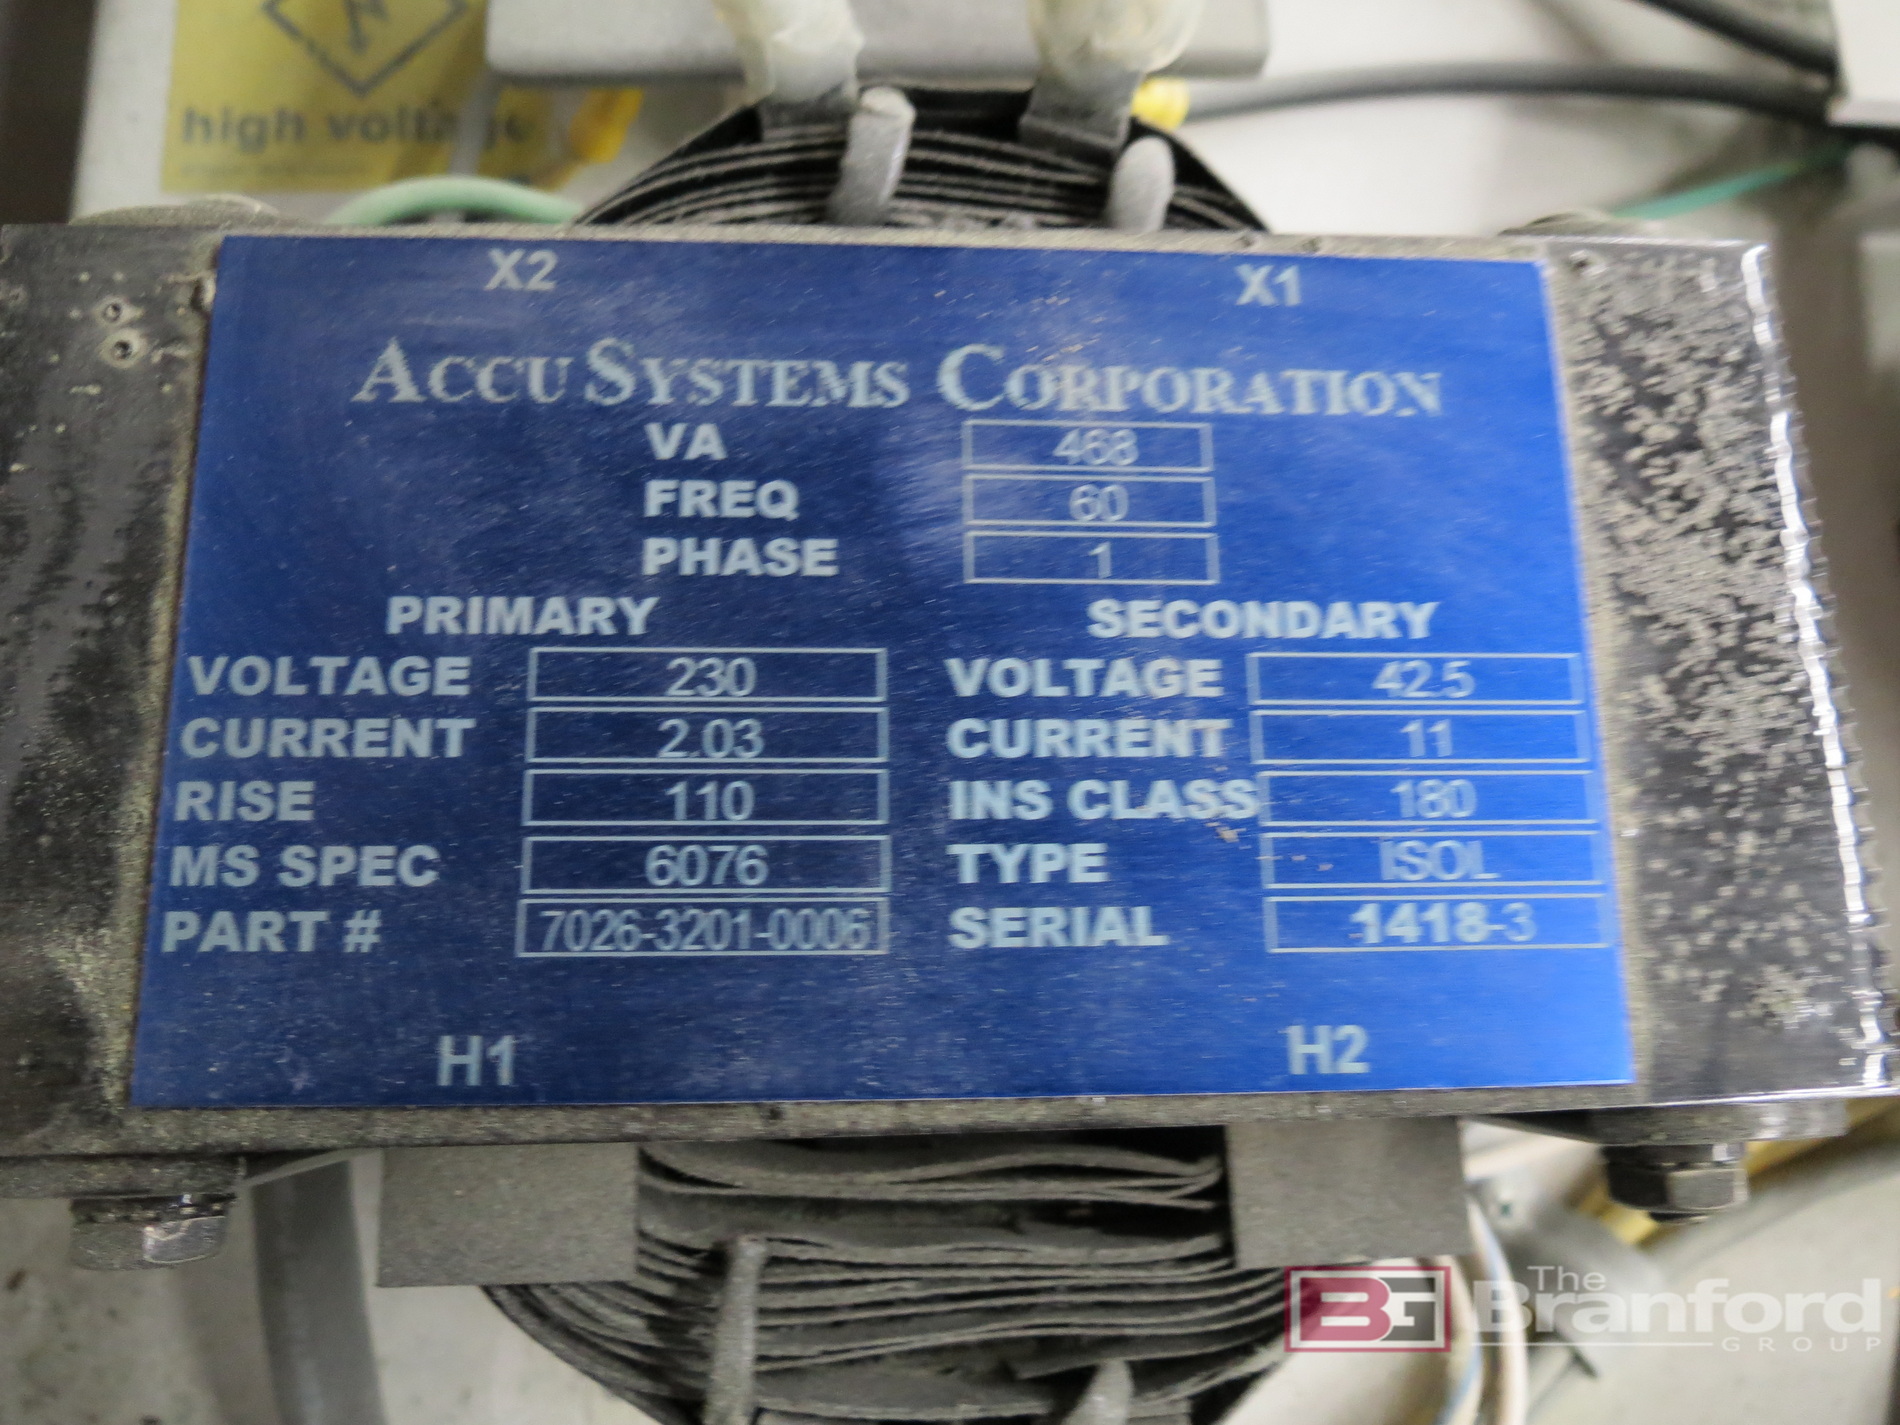 high voltage
X2 X1
ACCU SYSTEMS CORPORATION
VA 468
FREQ 60
PHASE 1
PRIMARY SECONDARY
VOLTAGE 230 VOLTAGE 42.5
CURRENT 2.03 CURRENT 11
RISE 110 INS CLASS 180
MS SPEC 6076 TYPE ISOL
PART # 7026-3201-0006 SERIAL 1418-3
H1 H2
BG The Branford GROUP